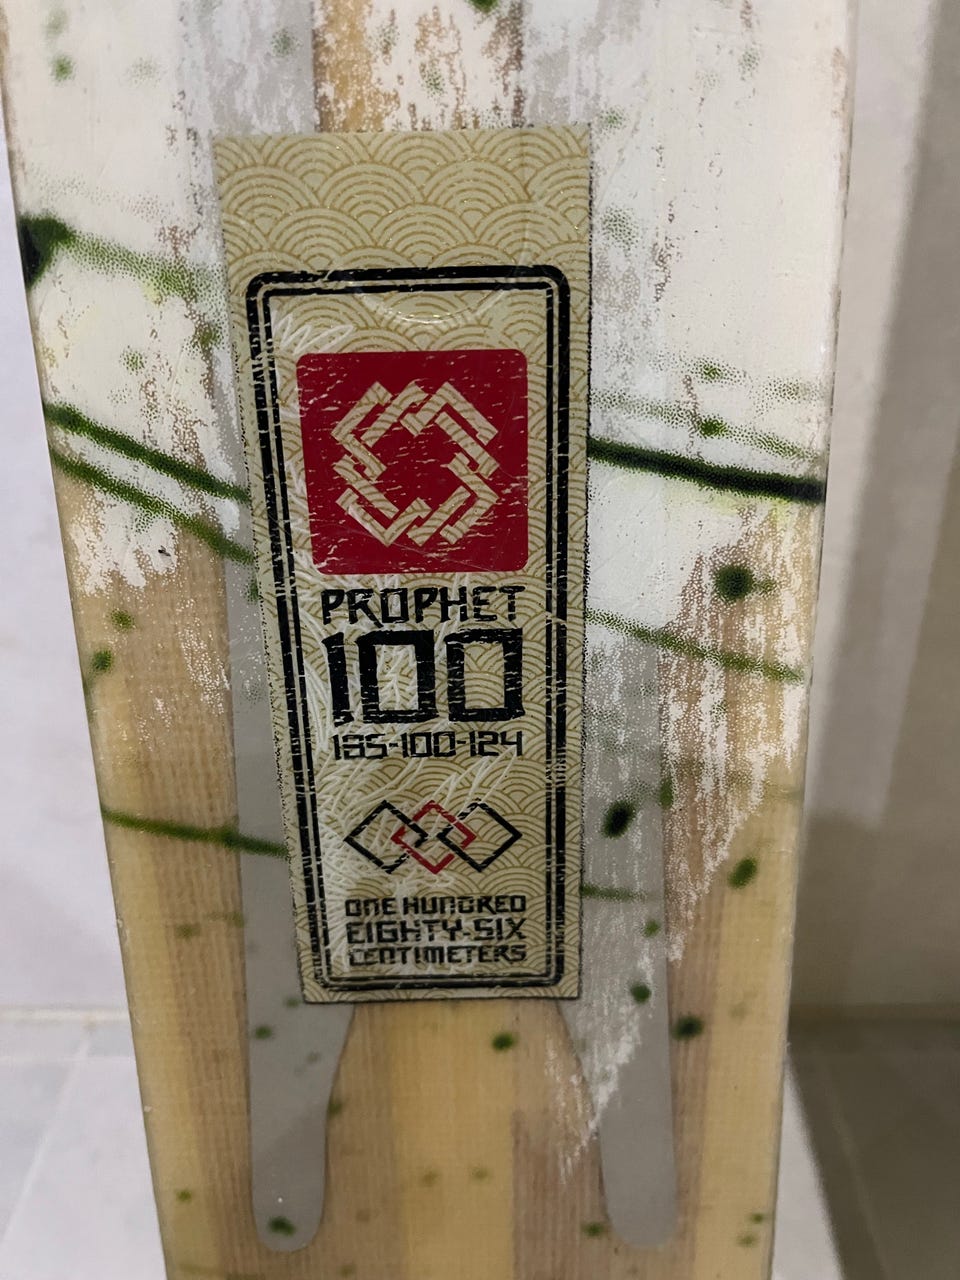 PROPHET
100
135-100-124
ONE HUNDRED
EIGHTY-SIX
CENTIMETERS